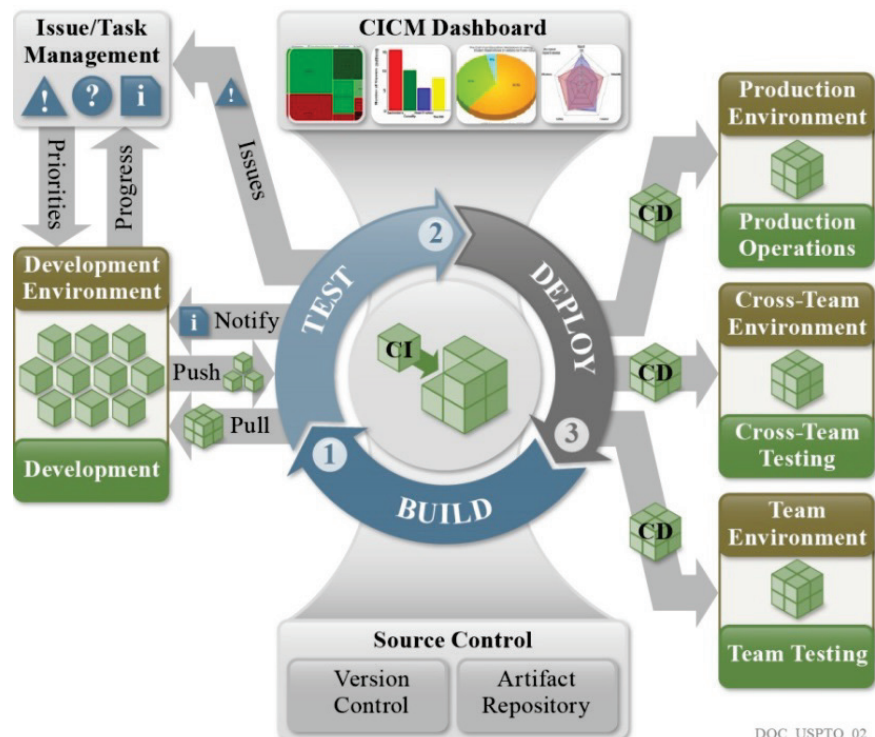 Issue/Task
Management
!
?
i
CICM Dashboard
Production
Environment
Production
Operations
!
Issues
Priorities
Progress
CD
2
TEST
DEPLOY
Development
Environment
i Notify
Push
Pull
Development
CI
CD
Cross-Team
Environment
Cross-Team
Testing
1
3
BUILD
CD
Team
Environment
Team Testing
Source Control
Version
Control
Artifact
Repository
DOC_USPTO_02